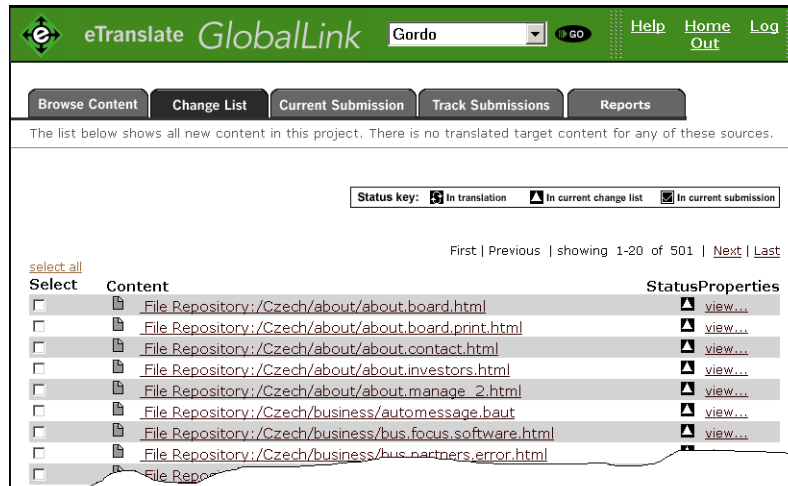 eTranslate GlobalLink Gordo GO Help Home Log
Out
Browse Content Change List Current Submission Track Submissions Reports
The list below shows all new content in this project. There is no translated target content for any of these sources.
Status key: In translation In current change list In current submission
First | Previous | showing 1-20 of 501 | Next | Last
select all
Select Content Status Properties
File Repository:/Czech/about/about.board.html view...
File Repository:/Czech/about/about.board.print.html view...
File Repository:/Czech/about/about.contact.html view...
File Repository:/Czech/about/about.investors.html view...
File Repository:/Czech/about/about.manage_2.html view...
File Repository:/Czech/business/automessage.baut view...
File Repository:/Czech/business/bus.focus.software.html view...
File Repository:/Czech/business/bus.partners.error.html
File Repo